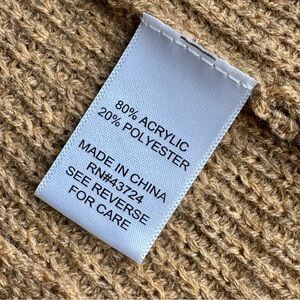 80% ACRYLIC
20% POLYESTER
MADE IN CHINA
RN#43724
SEE REVERSE
FOR CARE